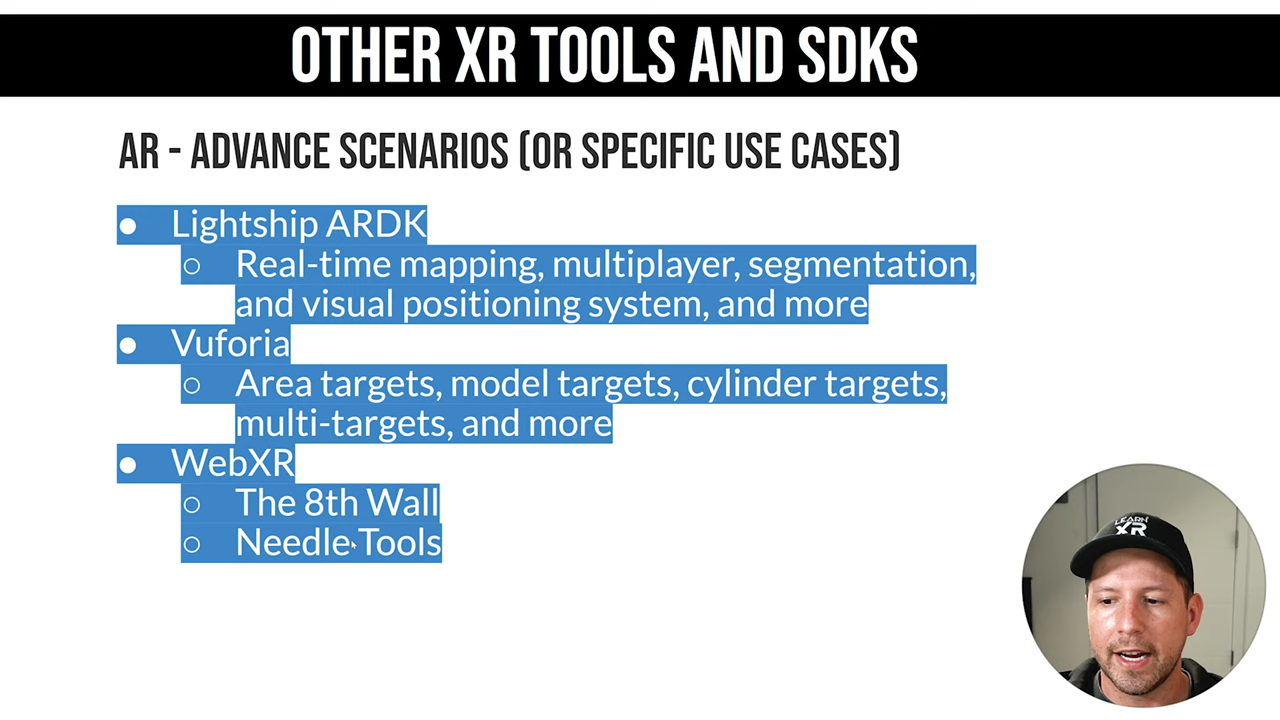 OTHER XR TOOLS AND SDKS
AR - ADVANCE SCENARIOS (OR SPECIFIC USE CASES)
● Lightship ARDK
○ Real-time mapping, multiplayer, segmentation,
and visual positioning system, and more
● Vuforia
○ Area targets, model targets, cylinder targets,
multi-targets, and more
● WebXR
○ The 8th Wall
○ Needle Tools
LEARN
XR